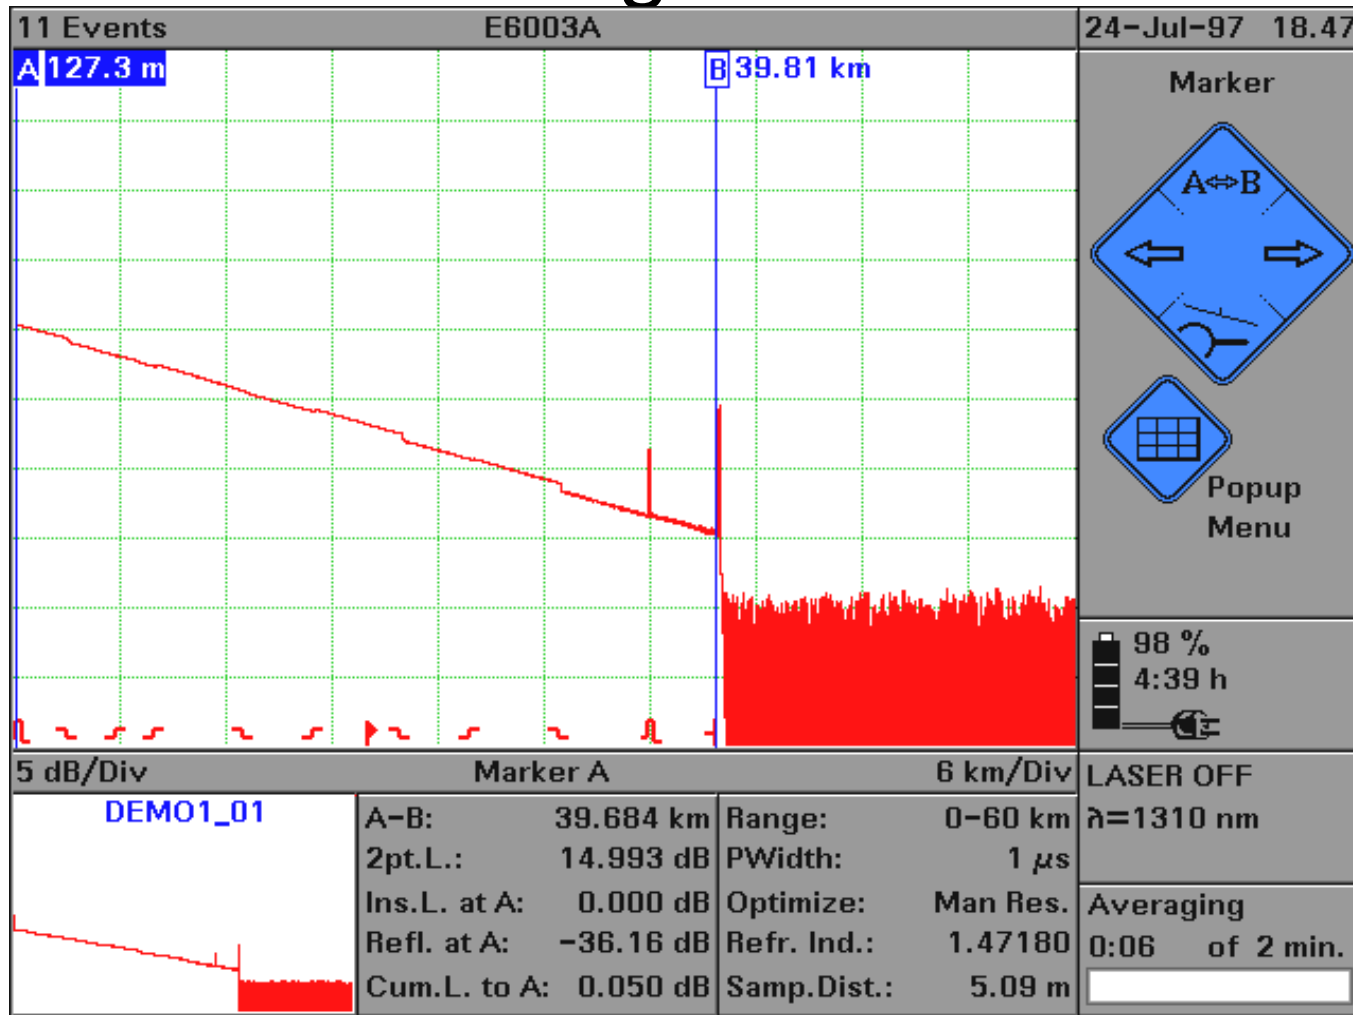 g
11 Events E6003A 24-Jul-97 18.47
A 127.3 m B 39.81 km
Marker
A⇔B
Popup
Menu
98 %
4:39 h
5 dB/Div Marker A 6 km/Div
LASER OFF
λ=1310 nm
DEMO1_01
A-B: 39.684 km
2pt.L.: 14.993 dB
Ins.L. at A: 0.000 dB
Refl. at A: -36.16 dB
Cum.L. to A: 0.050 dB
Range: 0-60 km
PWidth: 1 µs
Optimize: Man Res.
Refr. Ind.: 1.47180
Samp.Dist.: 5.09 m
Averaging
0:06 of 2 min.